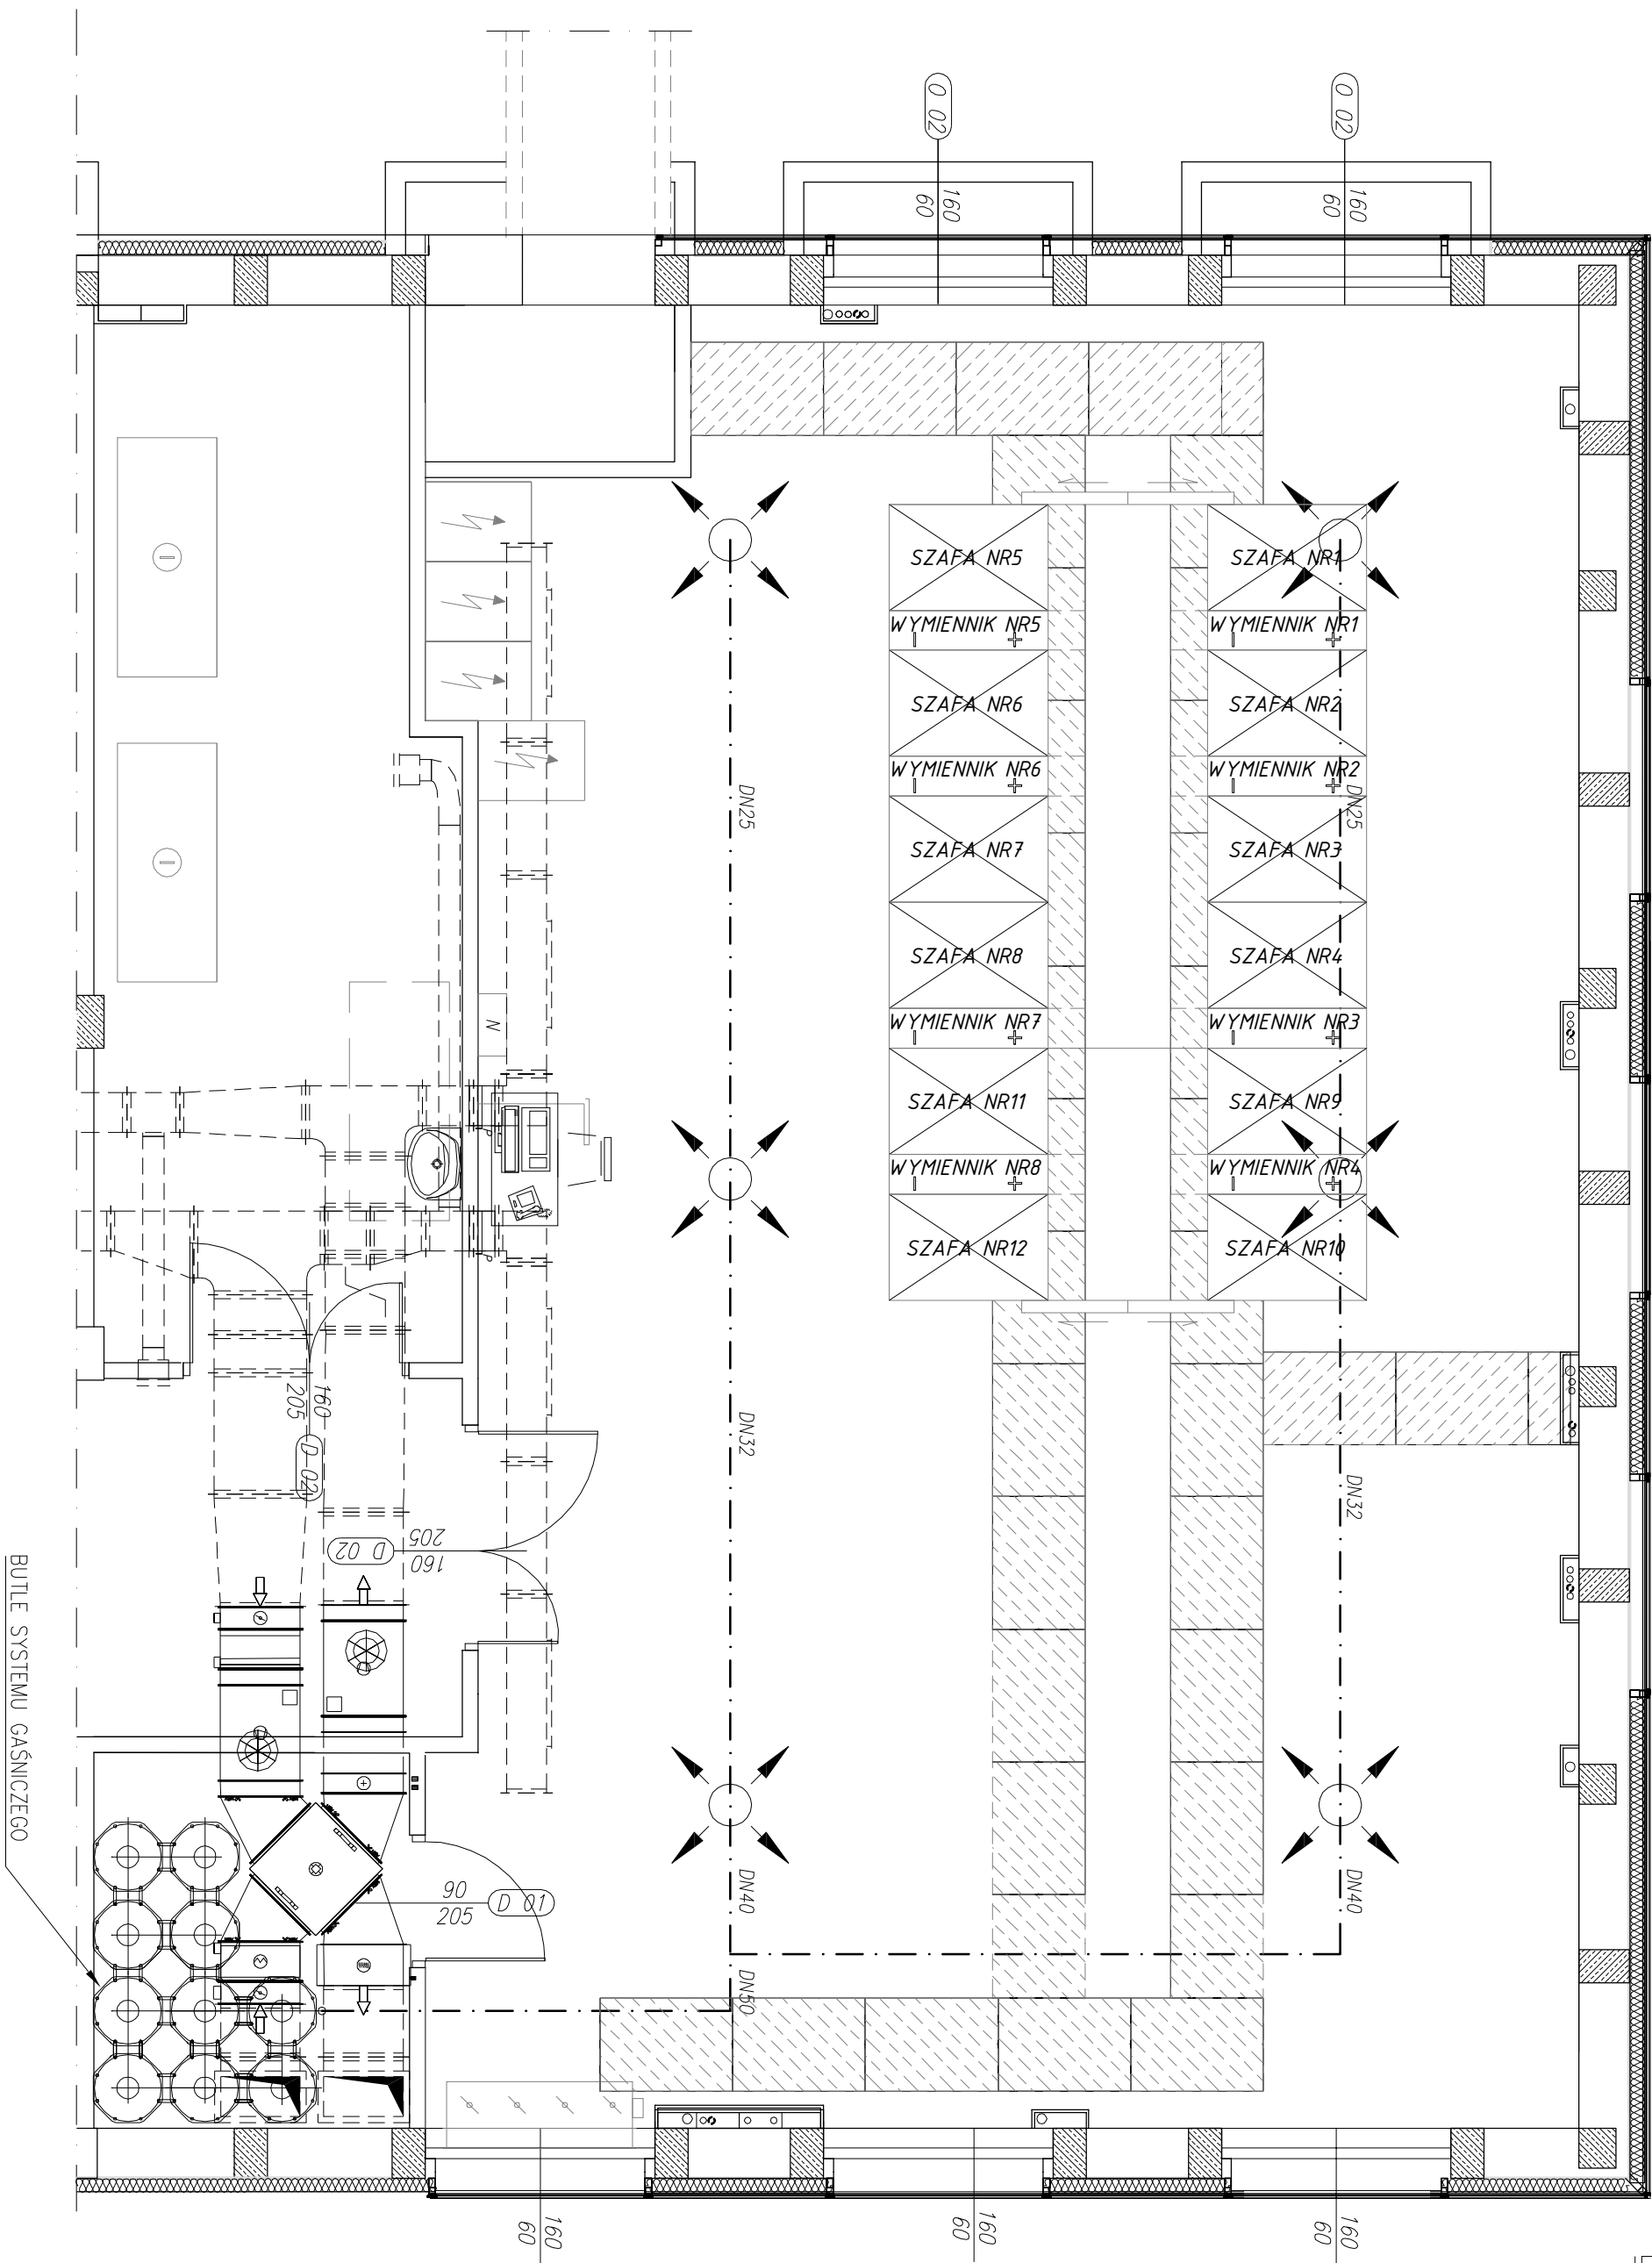 O 02
O 02
160
60
160
60
SZAFA NR5
SZAFA NR1
WYMIENNIK NR5
WYMIENNIK NR1
SZAFA NR6
SZAFA NR2
WYMIENNIK NR6
WYMIENNIK NR2
DN25
DN25
SZAFA NR7
SZAFA NR3
SZAFA NR8
SZAFA NR4
N
WYMIENNIK NR7
WYMIENNIK NR3
SZAFA NR11
SZAFA NR9
WYMIENNIK NR8
WYMIENNIK NR4
SZAFA NR12
SZAFA NR10
160
205
D 02
DN32
DN32
D 02
160
205
BUTLE SYSTEMU GAŚNICZEGO
90
205
D 01
DN40
DN40
DN50
160
60
160
60
160
60